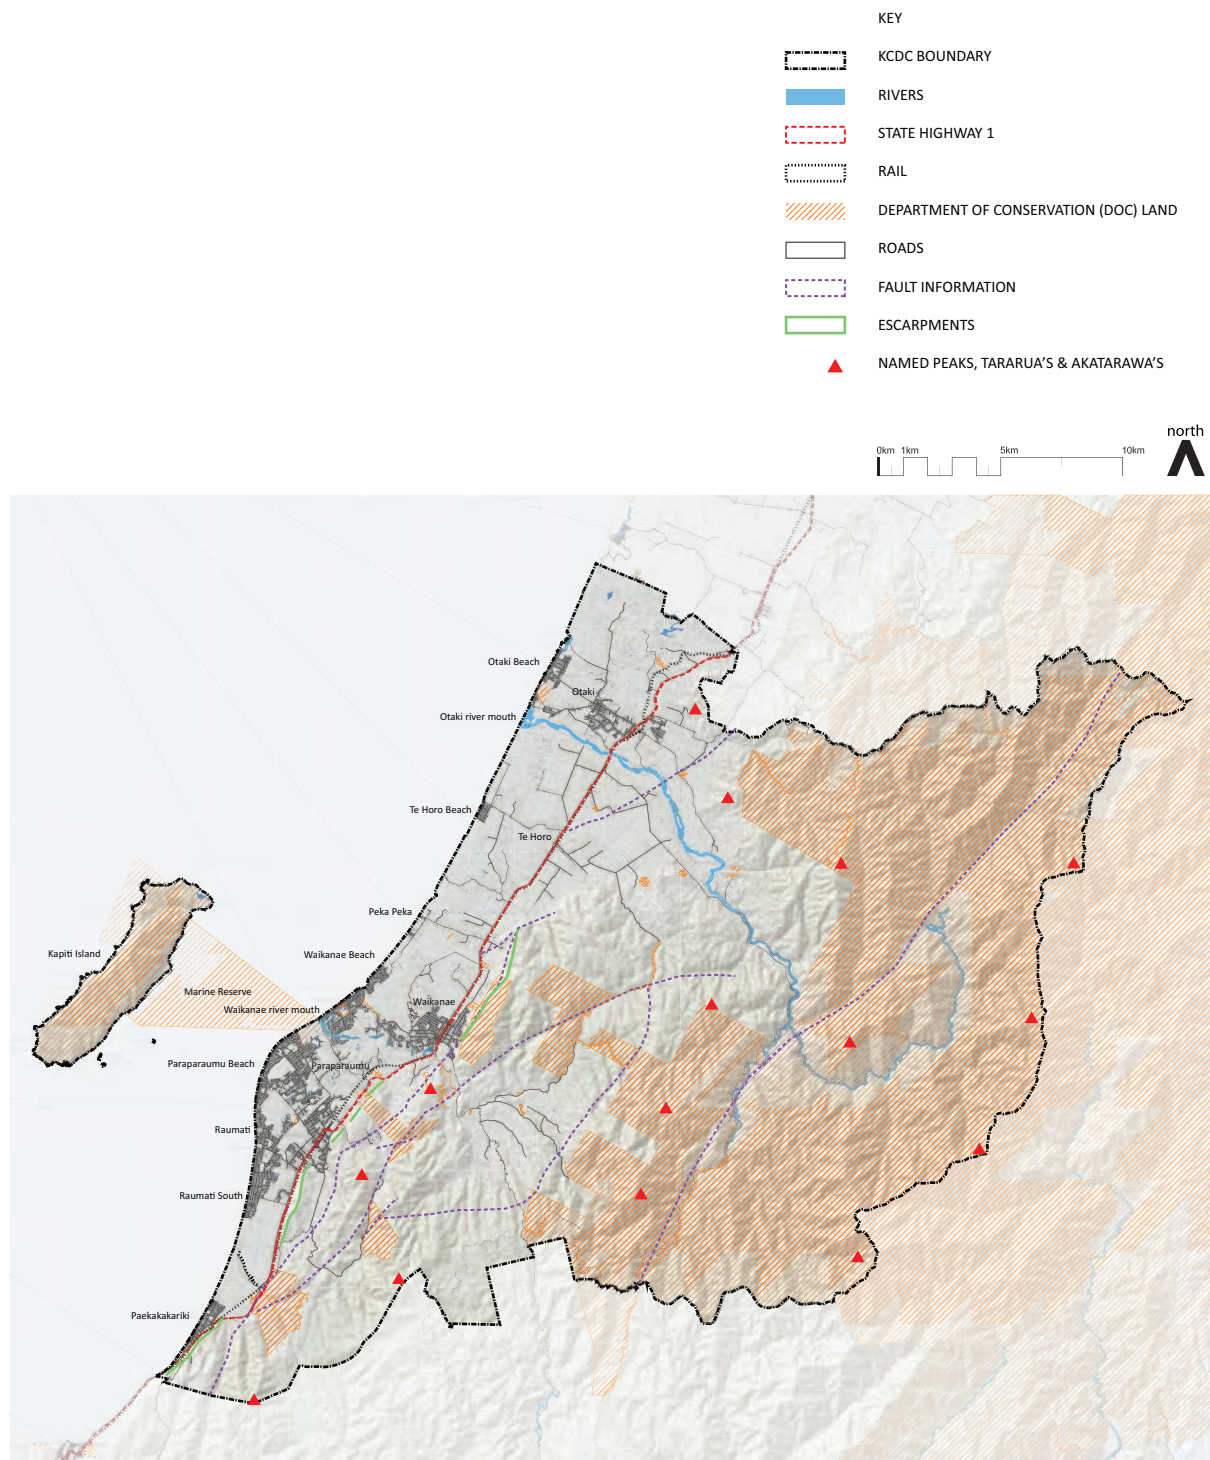 KEY
KCDC BOUNDARY
RIVERS
STATE HIGHWAY 1
RAIL
DEPARTMENT OF CONSERVATION (DOC) LAND
ROADS
FAULT INFORMATION
ESCARPMENTS
NAMED PEAKS, TARARUA’S & AKATARAWA’S
north
0km 1km 5km 10km
Otaki Beach
Otaki
Otaki river mouth
Te Horo Beach
Te Horo
Peka Peka
Kapiti Island
Waikanae Beach
Marine Reserve
Waikanae
Waikanae river mouth
Paraparaumu Beach
Paraparaumu
Raumati
Raumati South
Paekakakariki